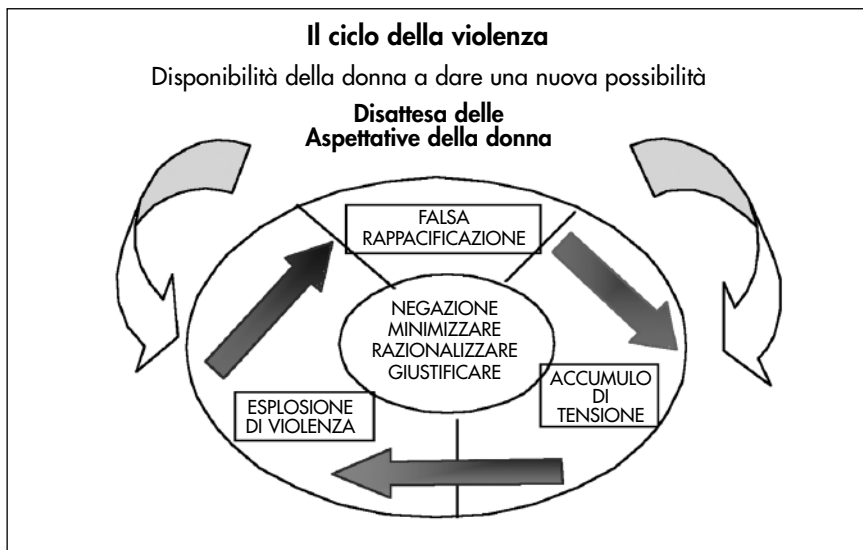 Il ciclo della violenza
Disponibilità della donna a dare una nuova possibilità
Disattesa delle
Aspettative della donna
FALSA
RAPPACIFICAZIONE
NEGAZIONE
MINIMIZZARE
RAZIONALIZZARE
GIUSTIFICARE
ESPLOSIONE
DI VIOLENZA
ACCUMULO
DI
TENSIONE